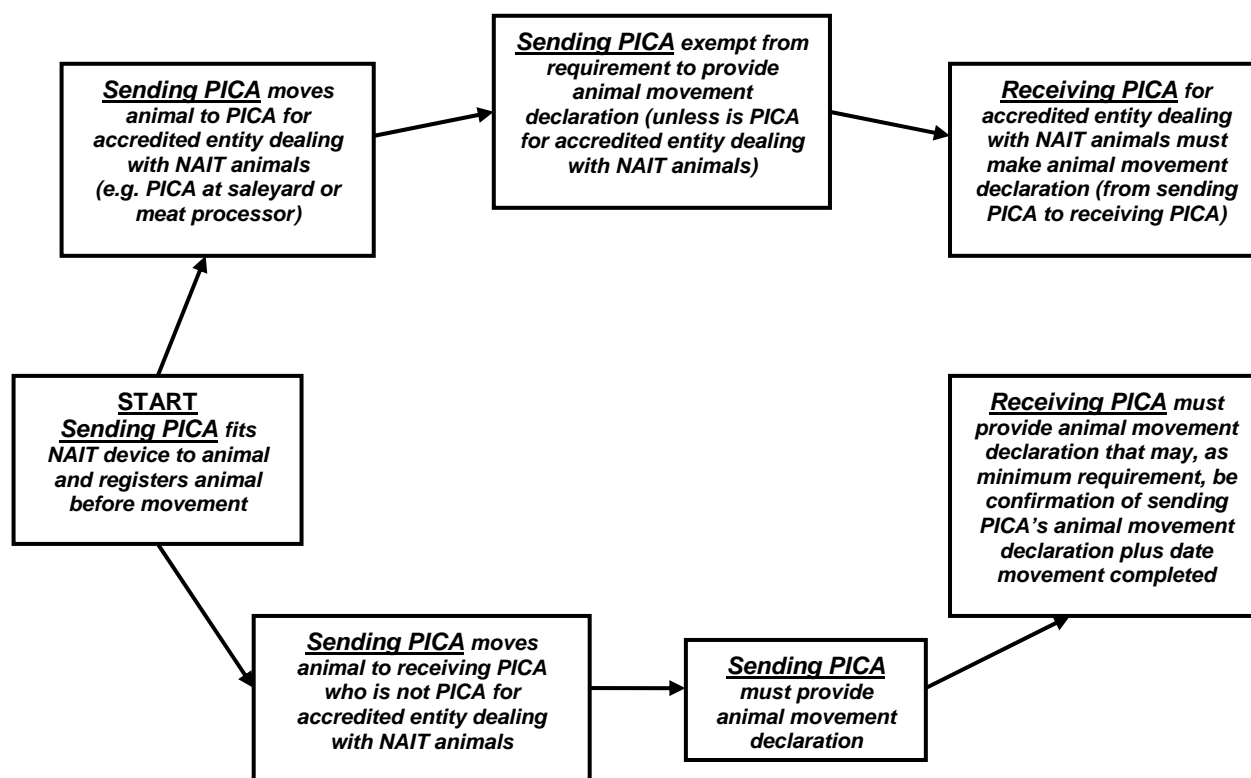 START
Sending PICA fits
NAIT device to animal
and registers animal
before movement
Sending PICA moves
animal to PICA for
accredited entity dealing
with NAIT animals
(e.g. PICA at saleyard or
meat processor)
Sending PICA exempt from
requirement to provide
animal movement
declaration (unless is PICA
for accredited entity dealing
with NAIT animals)
Receiving PICA for
accredited entity dealing
with NAIT animals must
make animal movement
declaration (from sending
PICA to receiving PICA)
Sending PICA moves
animal to receiving PICA
who is not PICA for
accredited entity dealing
with NAIT animals
Sending PICA
must provide
animal movement
declaration
Receiving PICA must
provide animal movement
declaration that may, as
minimum requirement, be
confirmation of sending
PICA’s animal movement
declaration plus date
movement completed